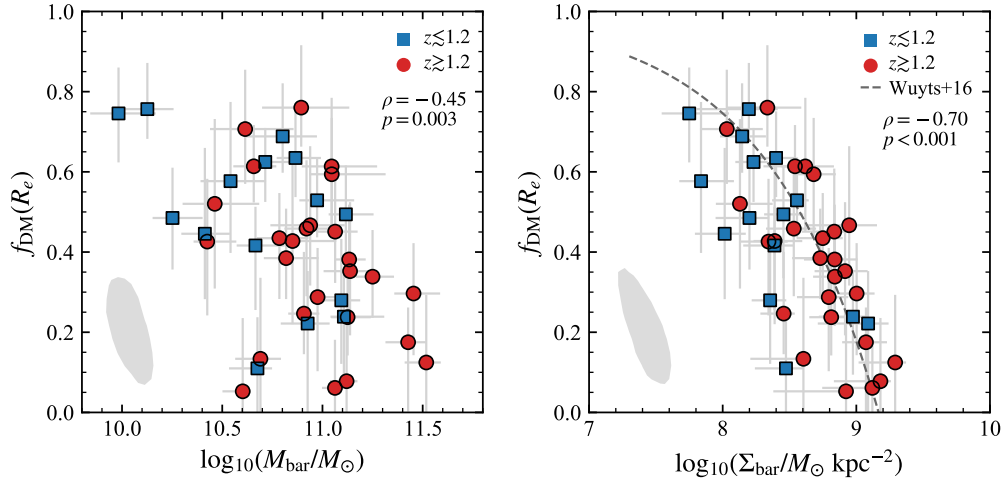 1.0
0.8
0.6
0.4
0.2
0.0
f_DM(R_e)
10.0 10.5 11.0 11.5
log₁₀(M_bar/M_⊙)
z≲1.2
z≳1.2
ρ = −0.45
p = 0.003
1.0
0.8
0.6
0.4
0.2
0.0
f_DM(R_e)
7 8 9 10
log₁₀(Σ_bar/M_⊙ kpc⁻²)
z≲1.2
z≳1.2
Wuyts+16
ρ = −0.70
p < 0.001